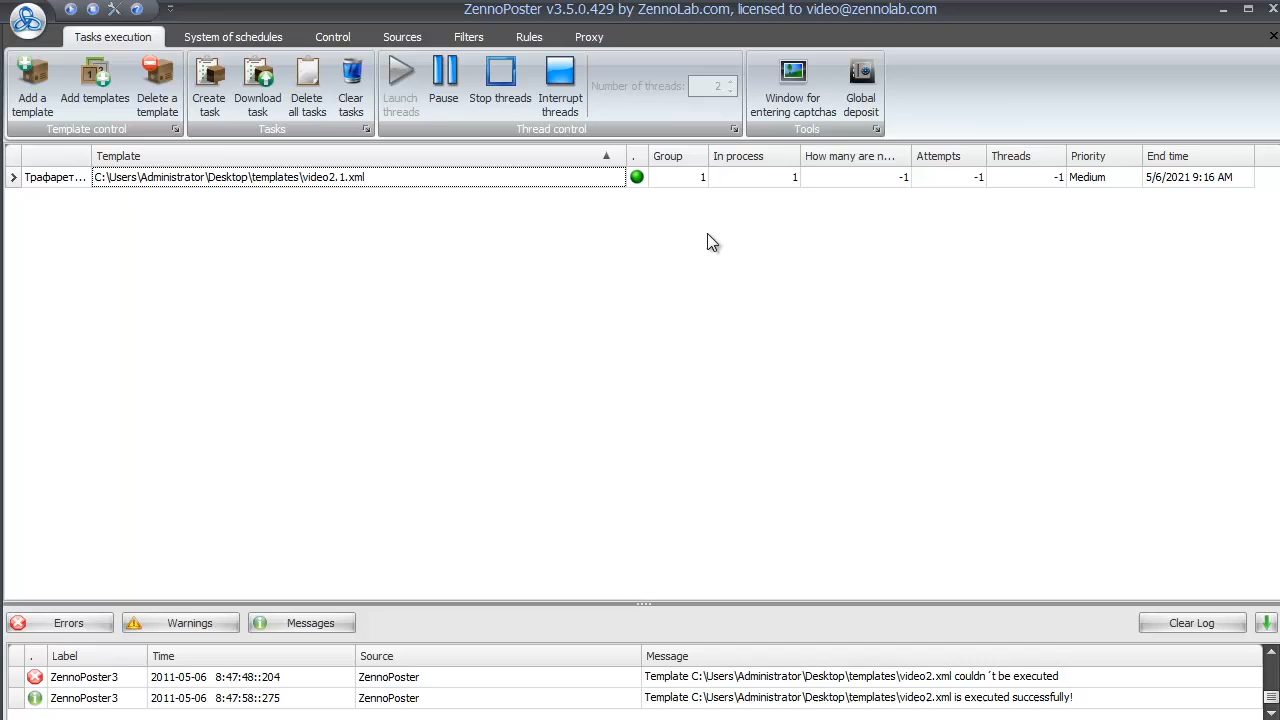 ZennoPoster v3.5.0.429 by ZennoLab.com, licensed to video@zennolab.com
Tasks execution System of schedules Control Sources Filters Rules Proxy
Add a template Add templates Delete a template Create task Download task Delete all tasks Clear tasks Launch threads Pause Stop threads Interrupt threads Number of threads: 2 Window for entering captchas Global deposit
Template control Tasks Thread control Tools
Template . Group In process How many are n... Attempts Threads Priority End time
Трафарет... C:\Users\Administrator\Desktop\templates\video2.1.xml 1 1 -1 -1 -1 Medium 5/6/2021 9:16 AM
Errors Warnings Messages Clear Log
. Label Time Source Message
ZennoPoster3 2011-05-06 8:47:48::204 ZennoPoster Template C:\Users\Administrator\Desktop\templates\video2.xml couldn´t be executed
ZennoPoster3 2011-05-06 8:47:58::275 ZennoPoster Template C:\Users\Administrator\Desktop\templates\video2.xml is executed successfully!